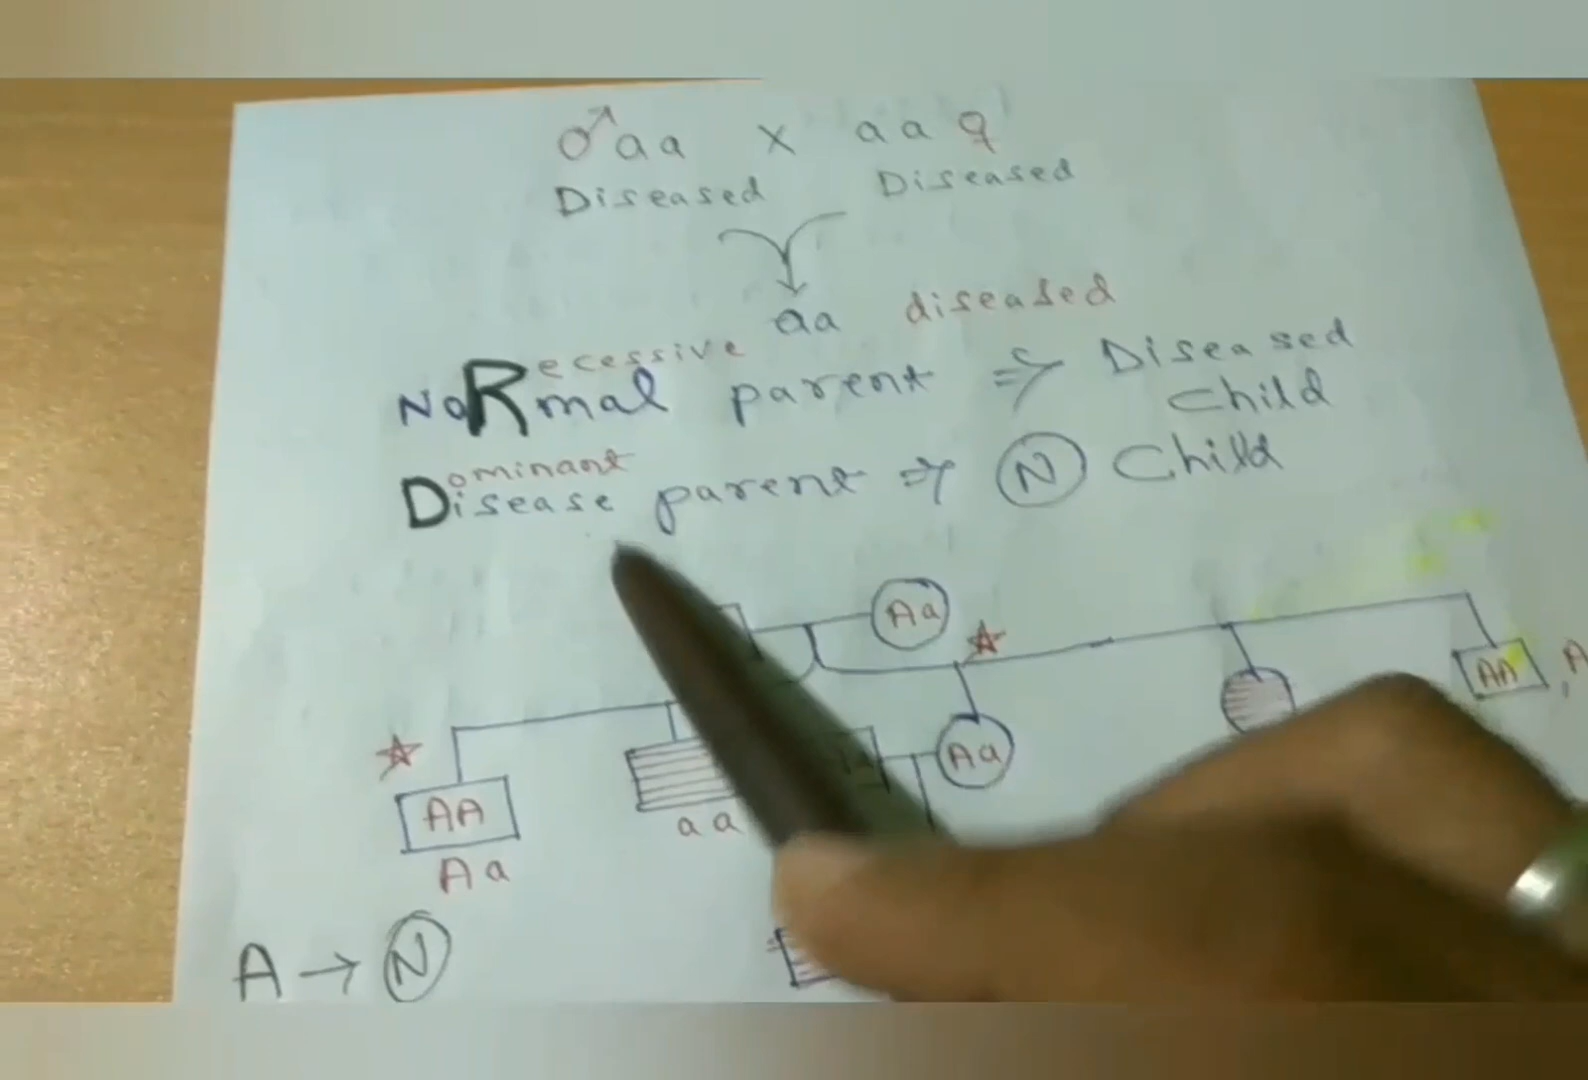 ♂ aa x aa ♀
Diseased Diseased
aa diseased
Recessive
NoRmal parent ⇒ Diseased
Child
Dominant
Disease parent ⇒ N Child
Aa
AA
Aa
AA
Aa
aa
A → N